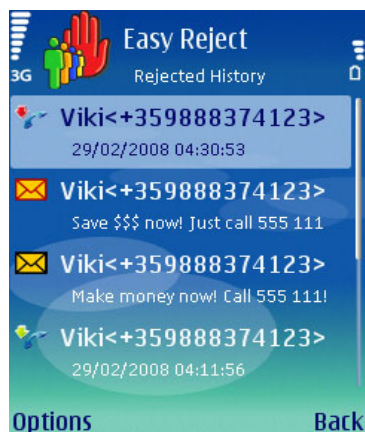 Easy Reject
3G
Rejected History
Viki<+359888374123>
29/02/2008 04:30:53
Viki<+359888374123>
Save $$$ now! Just call 555 111
Viki<+359888374123>
Make money now! Call 555 111!
Viki<+359888374123>
29/02/2008 04:11:56
Options
Back